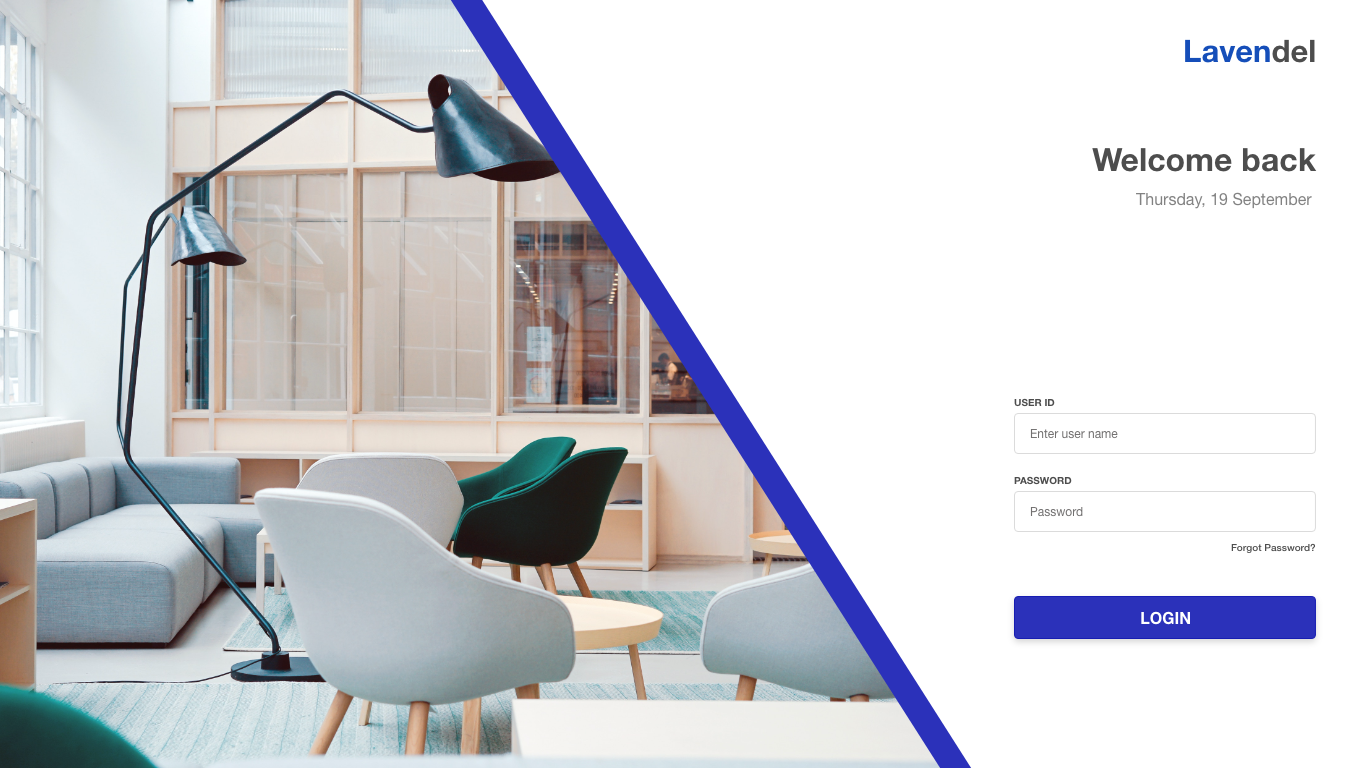 Lavendel
Welcome back
Thursday, 19 September
USER ID
Enter user name
PASSWORD
Password
Forgot Password?
LOGIN